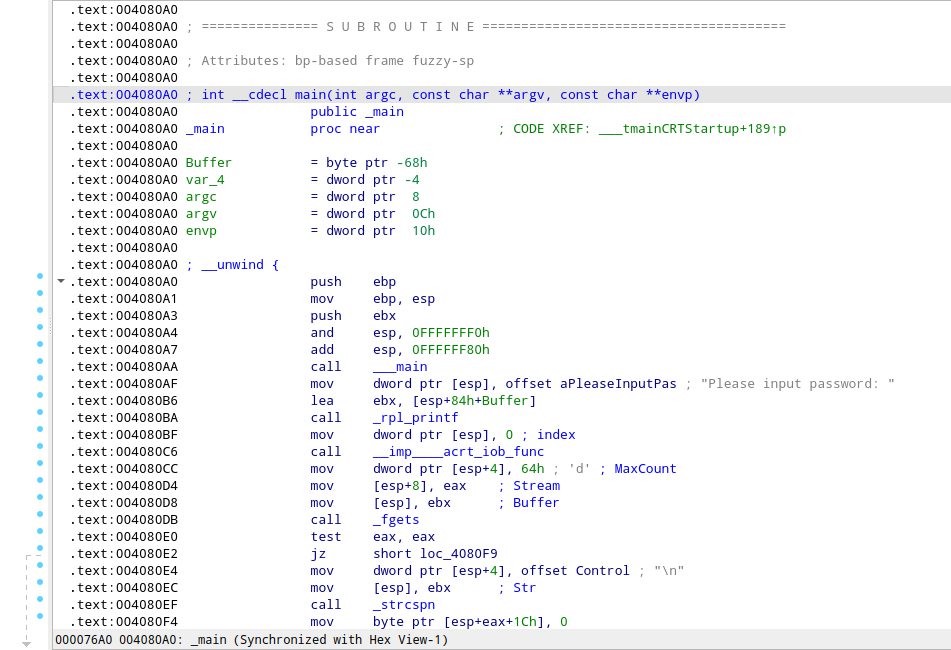 .text:004080A0
.text:004080A0 ; =============== S U B R O U T I N E =======================================
.text:004080A0
.text:004080A0 ; Attributes: bp-based frame fuzzy-sp
.text:004080A0
.text:004080A0 ; int __cdecl main(int argc, const char **argv, const char **envp)
.text:004080A0                 public _main
.text:004080A0 _main           proc near               ; CODE XREF: ___tmainCRTStartup+189↑p
.text:004080A0
.text:004080A0 Buffer          = byte ptr -68h
.text:004080A0 var_4           = dword ptr -4
.text:004080A0 argc            = dword ptr  8
.text:004080A0 argv            = dword ptr  0Ch
.text:004080A0 envp            = dword ptr  10h
.text:004080A0
.text:004080A0 ; __unwind {
.text:004080A0                 push    ebp
.text:004080A1                 mov     ebp, esp
.text:004080A3                 push    ebx
.text:004080A4                 and     esp, 0FFFFFFF0h
.text:004080A7                 add     esp, 0FFFFFF80h
.text:004080AA                 call    ___main
.text:004080AF                 mov     dword ptr [esp], offset aPleaseInputPas ; "Please input password: "
.text:004080B6                 lea     ebx, [esp+84h+Buffer]
.text:004080BA                 call    _rpl_printf
.text:004080BF                 mov     dword ptr [esp], 0 ; index
.text:004080C6                 call    __imp____acrt_iob_func
.text:004080CC                 mov     dword ptr [esp+4], 64h ; 'd' ; MaxCount
.text:004080D4                 mov     [esp+8], eax    ; Stream
.text:004080D8                 mov     [esp], ebx      ; Buffer
.text:004080DB                 call    _fgets
.text:004080E0                 test    eax, eax
.text:004080E2                 jz      short loc_4080F9
.text:004080E4                 mov     dword ptr [esp+4], offset Control ; "\n"
.text:004080EC                 mov     [esp], ebx      ; Str
.text:004080EF                 call    _strcspn
.text:004080F4                 mov     byte ptr [esp+eax+1Ch], 0
000076A0 004080A0: _main (Synchronized with Hex View-1)